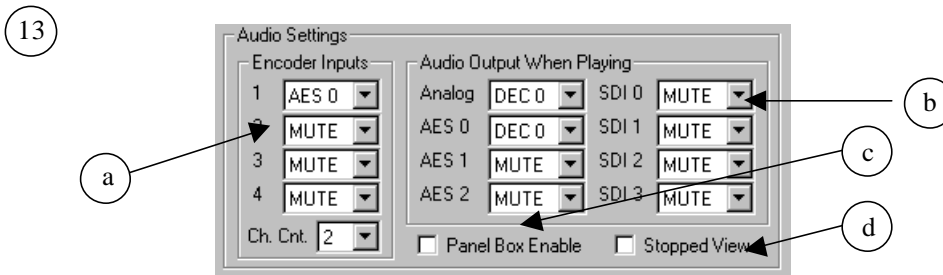 13
Audio Settings
Encoder Inputs
Audio Output When Playing
1 AES 0 Analog DEC 0 SDI 0 MUTE
b
2 MUTE AES 0 DEC 0 SDI 1 MUTE
3 MUTE AES 1 MUTE SDI 2 MUTE
c
a
4 MUTE AES 2 MUTE SDI 3 MUTE
Ch. Cnt. 2 Panel Box Enable Stopped View
d